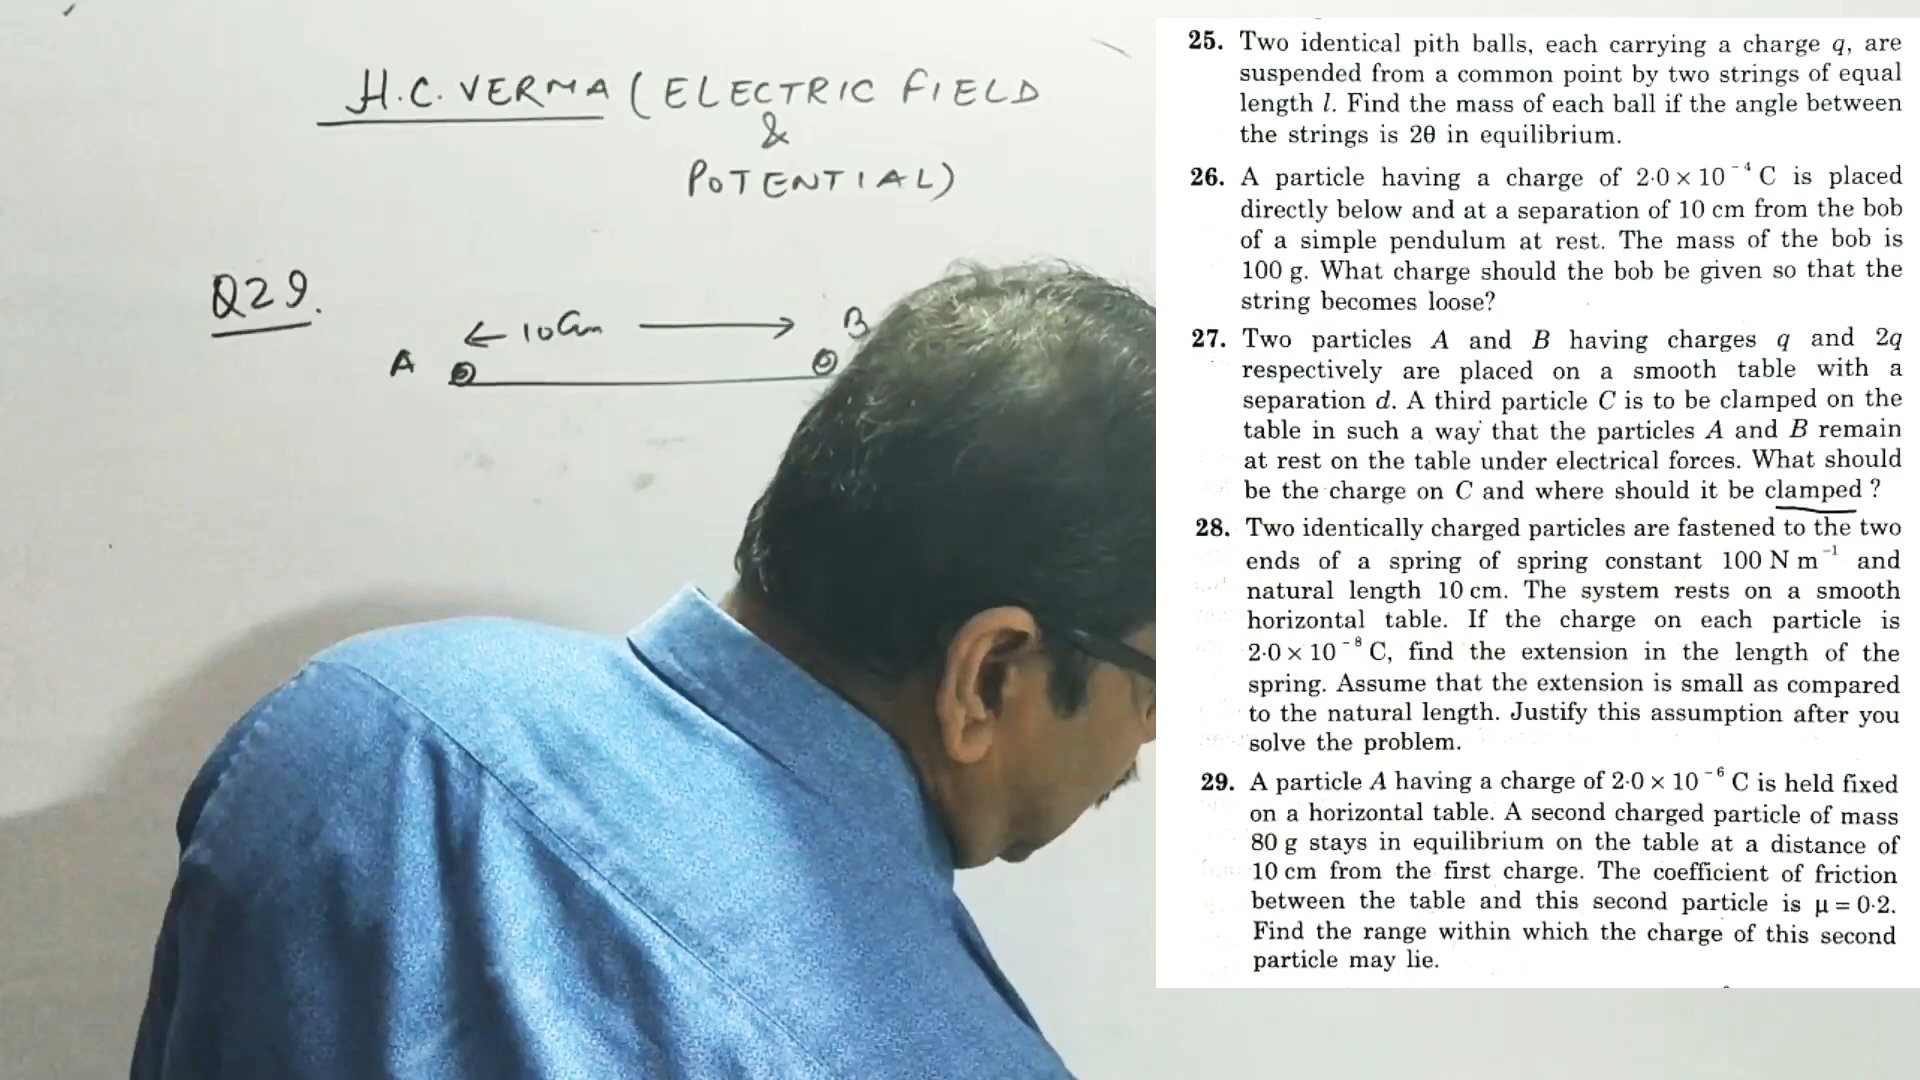 H.C. VERMA (ELECTRIC FIELD
&
POTENTIAL)
Q29.
A
← 10 cm → B
25. Two identical pith balls, each carrying a charge q, are
suspended from a common point by two strings of equal
length l. Find the mass of each ball if the angle between
the strings is 2θ in equilibrium.
26. A particle having a charge of 2·0 × 10⁻⁴ C is placed
directly below and at a separation of 10 cm from the bob
of a simple pendulum at rest. The mass of the bob is
100 g. What charge should the bob be given so that the
string becomes loose?
27. Two particles A and B having charges q and 2q
respectively are placed on a smooth table with a
separation d. A third particle C is to be clamped on the
table in such a way that the particles A and B remain
at rest on the table under electrical forces. What should
be the charge on C and where should it be clamped ?
28. Two identically charged particles are fastened to the two
ends of a spring of spring constant 100 N m⁻¹ and
natural length 10 cm. The system rests on a smooth
horizontal table. If the charge on each particle is
2·0 × 10⁻⁸ C, find the extension in the length of the
spring. Assume that the extension is small as compared
to the natural length. Justify this assumption after you
solve the problem.
29. A particle A having a charge of 2·0 × 10⁻⁶ C is held fixed
on a horizontal table. A second charged particle of mass
80 g stays in equilibrium on the table at a distance of
10 cm from the first charge. The coefficient of friction
between the table and this second particle is μ = 0·2.
Find the range within which the charge of this second
particle may lie.